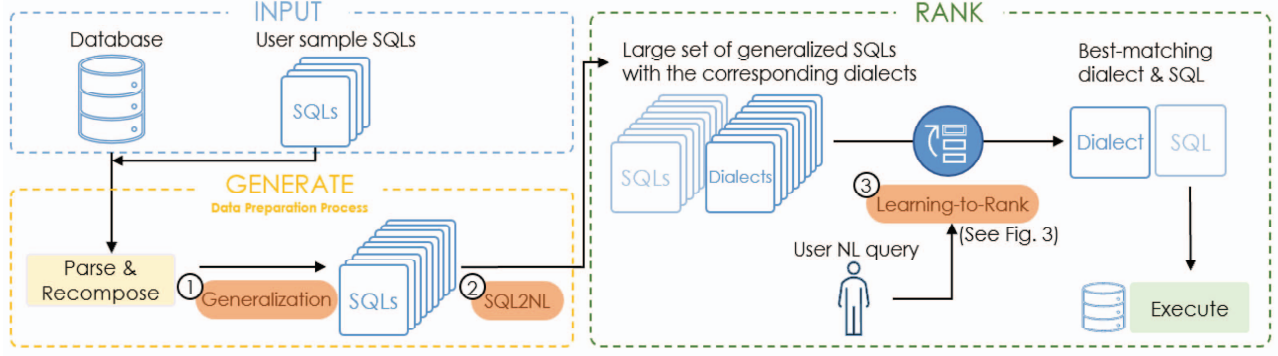 INPUT
Database
User sample SQLs
SQLs
GENERATE
Data Preparation Process
Parse &
Recompose
1
Generalization
SQLs
2
SQL2NL
RANK
Large set of generalized SQLs
with the corresponding dialects
SQLs
Dialects
3
Learning-to-Rank
(See Fig. 3)
User NL query
Best-matching
dialect & SQL
Dialect
SQL
Execute